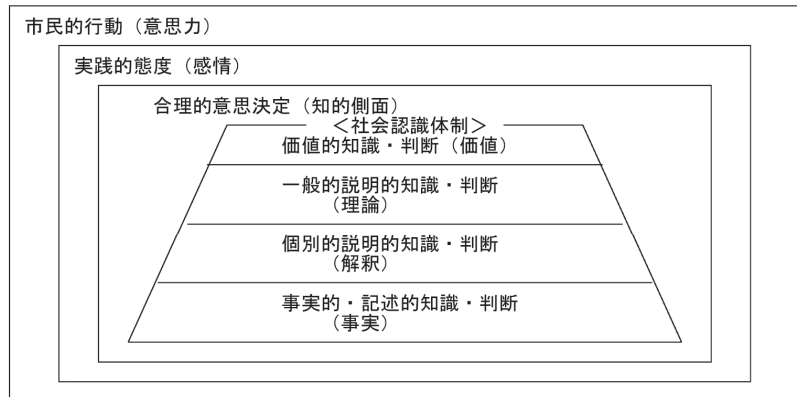 市民的行動（意思力）
実践的態度（感情）
合理的意思決定（知的側面）
＜社会認識体制＞
価値的知識・判断（価値）
一般的説明的知識・判断
（理論）
個別的説明的知識・判断
（解釈）
事実的・記述的知識・判断
（事実）